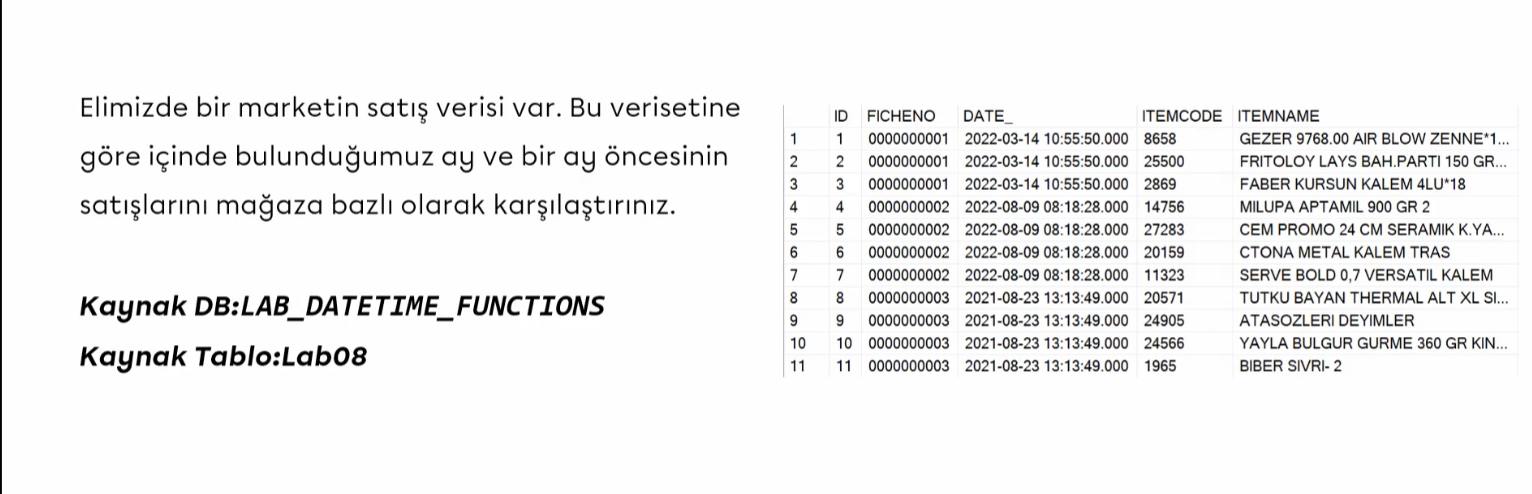 Elimizde bir marketin satış verisi var. Bu verisetine
göre içinde bulunduğumuz ay ve bir ay öncesinin
satışlarını mağaza bazlı olarak karşılaştırınız.
Kaynak DB:LAB_DATETIME_FUNCTIONS
Kaynak Tablo:Lab08
ID FICHENO DATE_ ITEMCODE ITEMNAME
1 1 0000000001 2022-03-14 10:55:50.000 8658 GEZER 9768.00 AIR BLOW ZENNE*1...
2 2 0000000001 2022-03-14 10:55:50.000 25500 FRITOLOY LAYS BAH.PARTI 150 GR...
3 3 0000000001 2022-03-14 10:55:50.000 2869 FABER KURSUN KALEM 4LU*18
4 4 0000000002 2022-08-09 08:18:28.000 14756 MILUPA APTAMIL 900 GR 2
5 5 0000000002 2022-08-09 08:18:28.000 27283 CEM PROMO 24 CM SERAMIK K.YA...
6 6 0000000002 2022-08-09 08:18:28.000 20159 CTONA METAL KALEM TRAS
7 7 0000000002 2022-08-09 08:18:28.000 11323 SERVE BOLD 0,7 VERSATIL KALEM
8 8 0000000003 2021-08-23 13:13:49.000 20571 TUTKU BAYAN THERMAL ALT XL SI...
9 9 0000000003 2021-08-23 13:13:49.000 24905 ATASOZLERI DEYIMLER
10 10 0000000003 2021-08-23 13:13:49.000 24566 YAYLA BULGUR GURME 360 GR KIN...
11 11 0000000003 2021-08-23 13:13:49.000 1965 BIBER SIVRI- 2